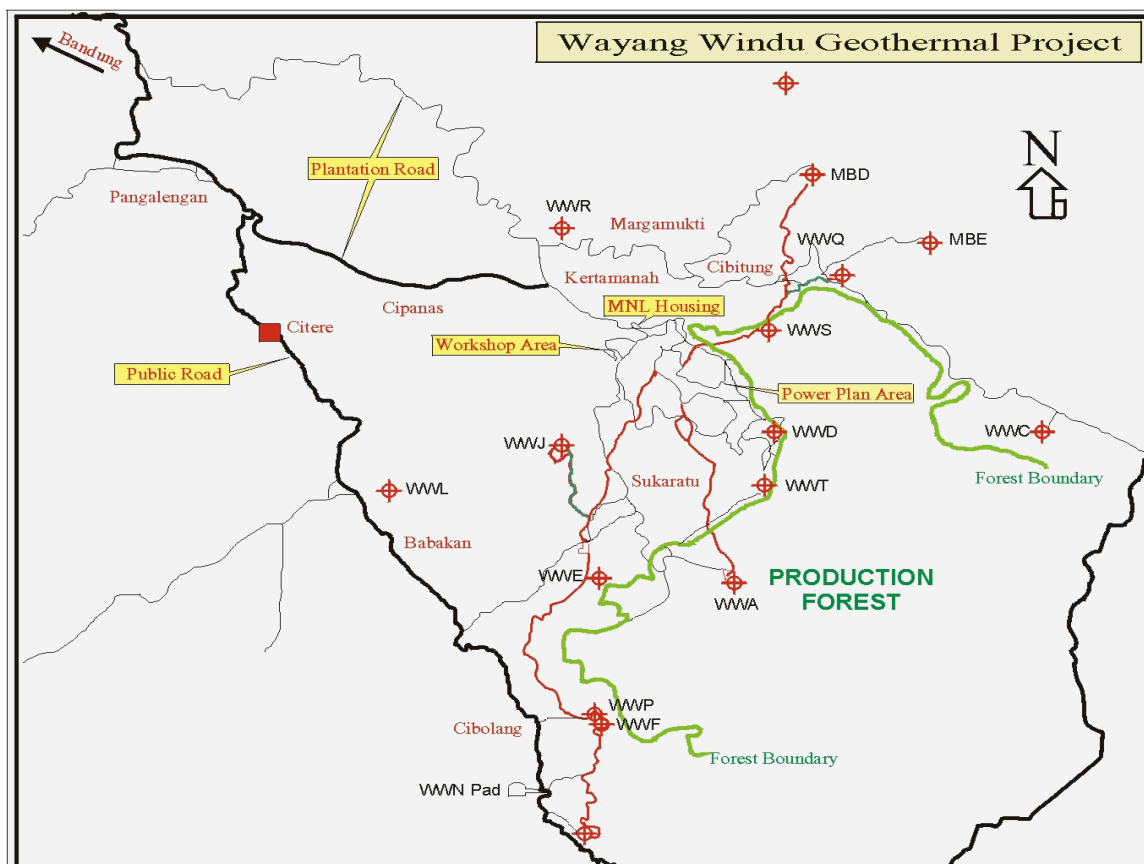 Wayang Windu Geothermal Project
Bandung
Plantation Road
Pangalengan
MBD
WWR
Margamukti
WWQ
MBE
N
Cibitung
Kertamanah
MNL Housing
Cipanas
Citere
WWS
Workshop Area
Public Road
Power Plan Area
WWJ
WWD
WWC
Sukaratu
Forest Boundary
WWL
WWT
Babakan
WWE
WWA
PRODUCTION
FOREST
WWP
Cibolang
WWF
Forest Boundary
WWN Pad